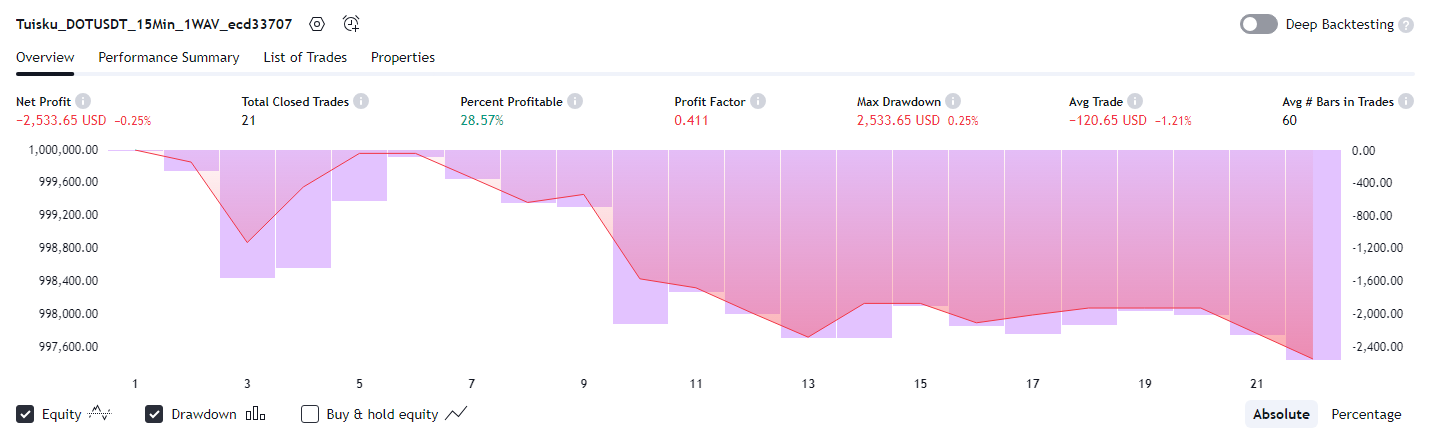 Tuisku_DOTUSDT_15Min_1WAV_ecd33707
Deep Backtesting ?
Overview Performance Summary List of Trades Properties
Net Profit Total Closed Trades Percent Profitable Profit Factor Max Drawdown Avg Trade Avg # Bars in Trades
−2,533.65 USD −0.25% 21 28.57% 0.411 2,533.65 USD 0.25% −120.65 USD −1.21% 60
1,000,000.00 0.00
999,600.00 -400.00
999,200.00 -800.00
998,800.00 -1,200.00
998,400.00 -1,600.00
998,000.00 -2,000.00
997,600.00 -2,400.00
1 3 5 7 9 11 13 15 17 19 21
Equity Drawdown Buy & hold equity Absolute Percentage